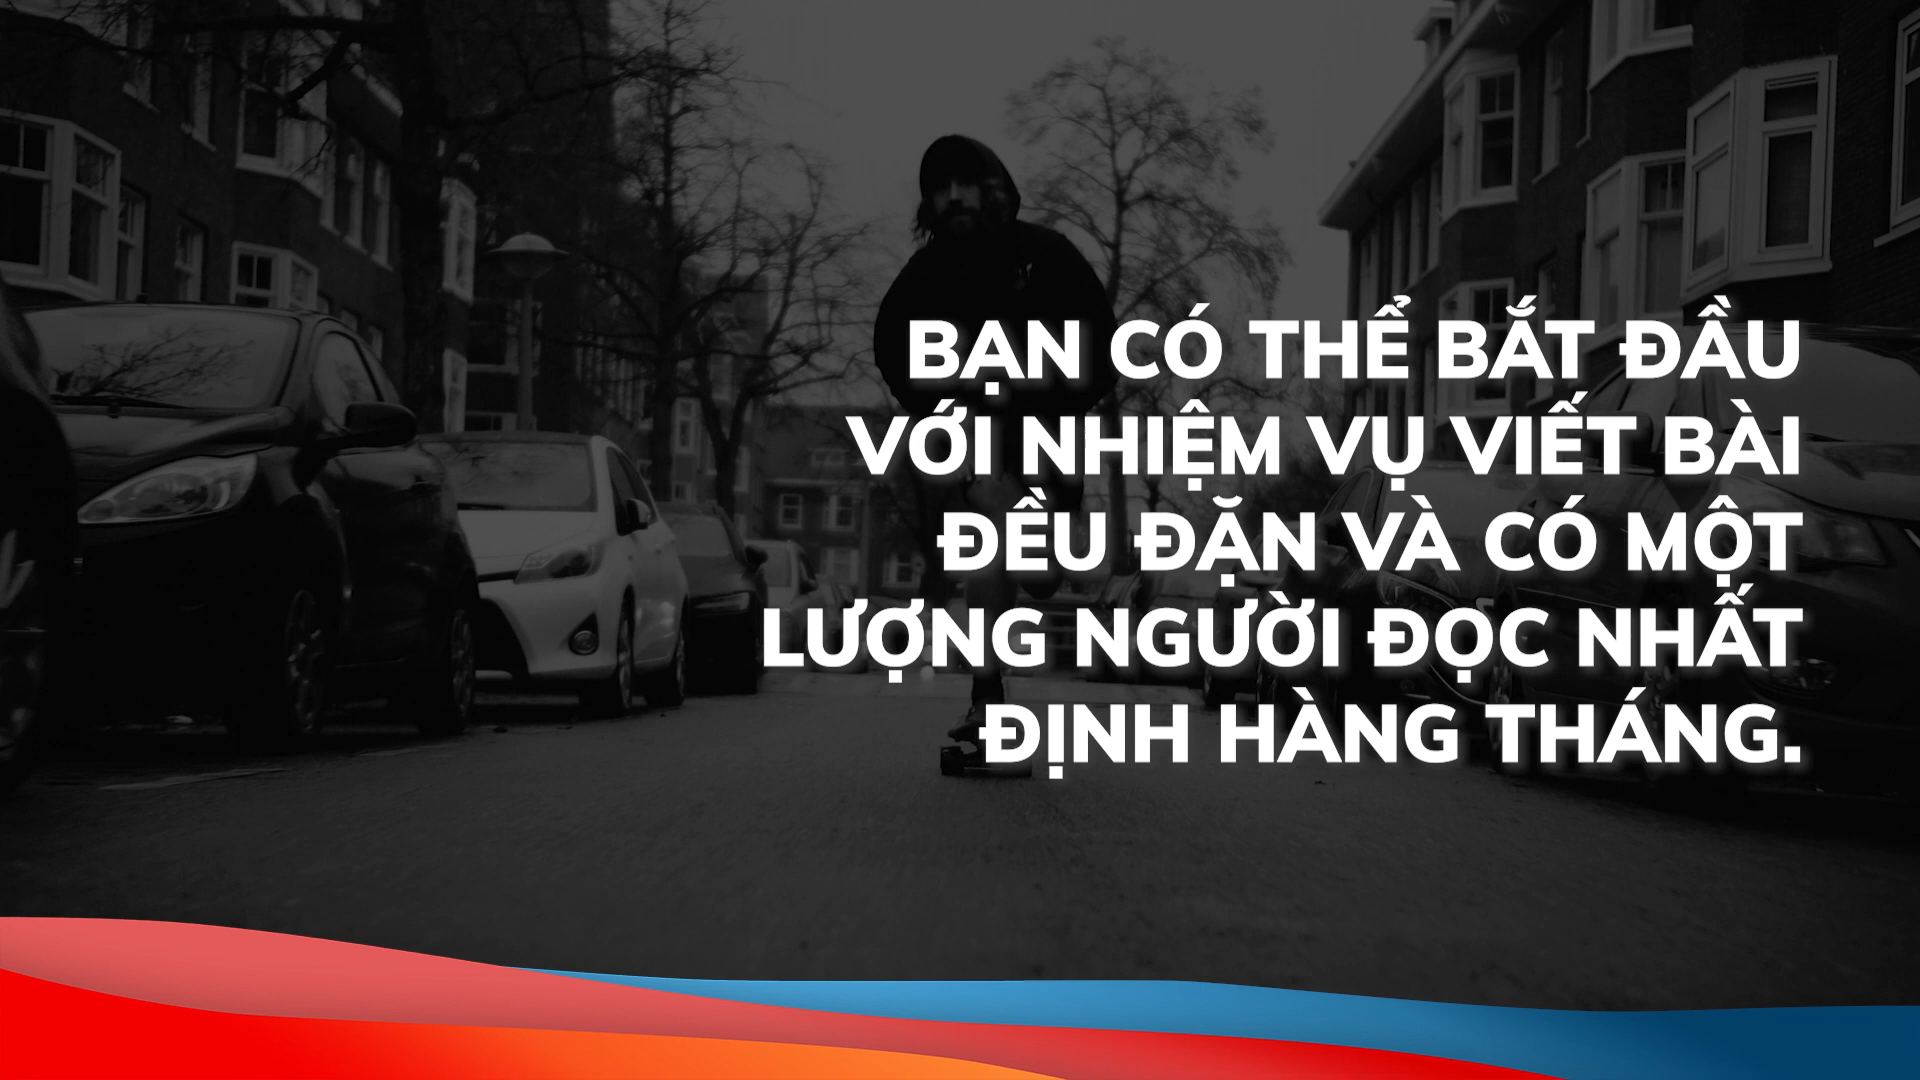 BẠN CÓ THỂ BẮT ĐẦU
VỚI NHIỆM VỤ VIẾT BÀI
ĐỀU ĐẶN VÀ CÓ MỘT
LƯỢNG NGƯỜI ĐỌC NHẤT
ĐỊNH HÀNG THÁNG.